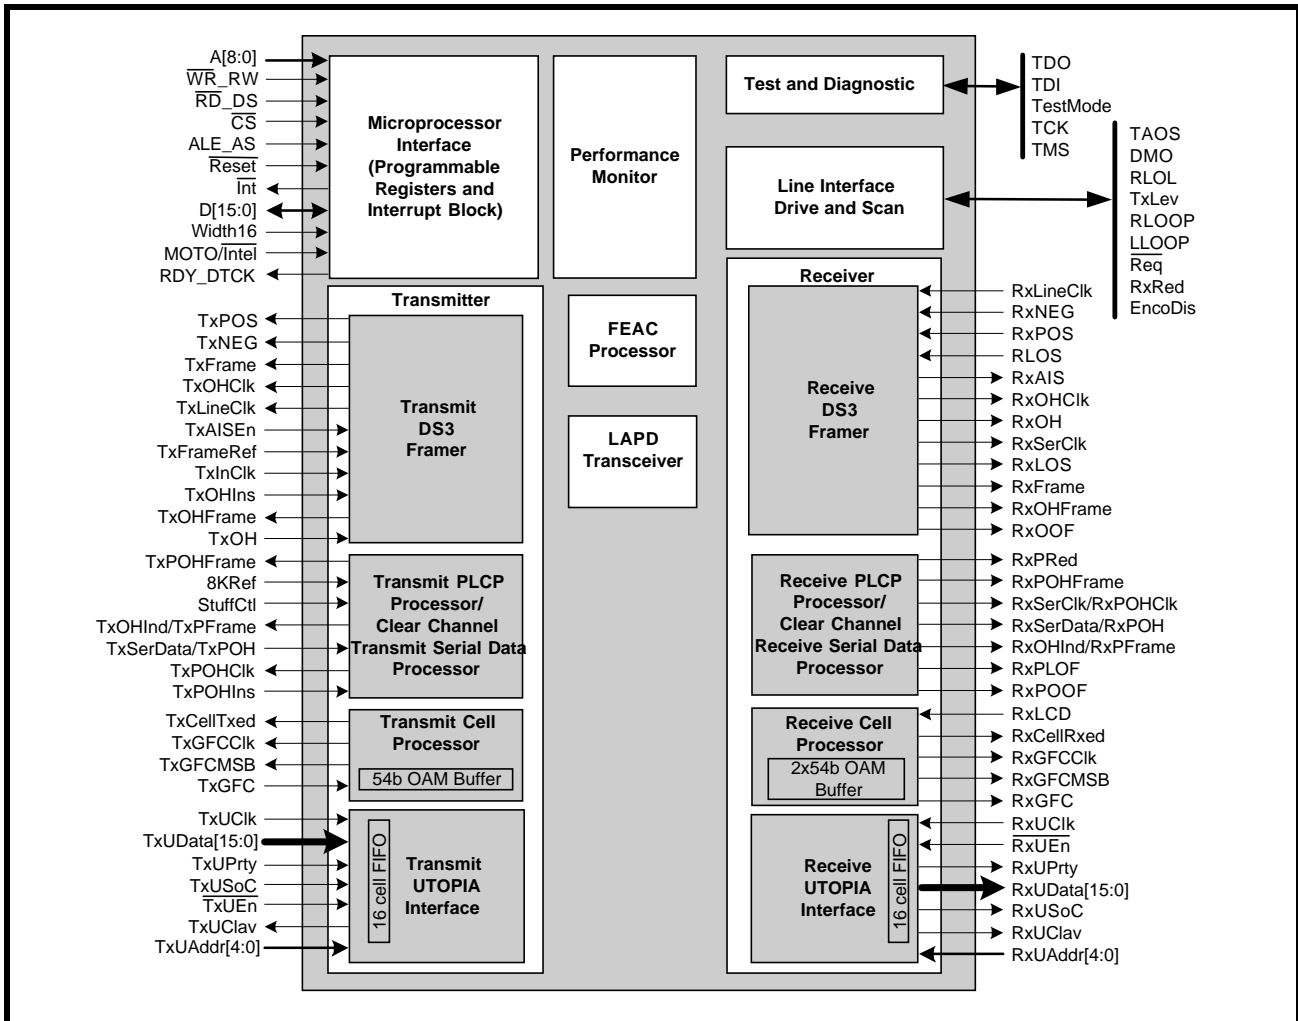 A[8:0]
WR_RW
RD_DS
CS
ALE_AS
Reset
Int
D[15:0]
Width16
MOTO/Intel
RDY_DTCK
Microprocessor
Interface
(Programmable
Registers and
Interrupt Block)
Performance
Monitor
Test and Diagnostic
TDO
TDI
TestMode
TCK
TMS
Line Interface
Drive and Scan
TAOS
DMO
RLOL
TxLev
RLOOP
LLOOP
Req
RxRed
EncoDis
Transmitter
TxPOS
TxNEG
TxFrame
TxOHClk
TxLineClk
TxAISEn
TxFrameRef
TxInClk
TxOHIns
TxOHFrame
TxOH
Transmit
DS3
Framer
TxPOHFrame
8KRef
StuffCtl
TxOHInd/TxPFrame
TxSerData/TxPOH
TxPOHClk
TxPOHIns
Transmit PLCP
Processor/
Clear Channel
Transmit Serial Data
Processor
TxCellTxed
TxGFCClk
TxGFCMSB
TxGFC
Transmit Cell
Processor
54b OAM Buffer
TxUClk
TxUData[15:0]
TxUPrty
TxUSoC
TxUEn
TxUClav
TxUAddr[4:0]
16 cell FIFO
Transmit
UTOPIA
Interface
FEAC
Processor
LAPD
Transceiver
Receiver
Receive
DS3
Framer
RxLineClk
RxNEG
RxPOS
RLOS
RxAIS
RxOHClk
RxOH
RxSerClk
RxLOS
RxFrame
RxOHFrame
RxOOF
Receive PLCP
Processor/
Clear Channel
Receive Serial Data
Processor
RxPRed
RxPOHFrame
RxSerClk/RxPOHClk
RxSerData/RxPOH
RxOHInd/RxPFrame
RxPLOF
RxPOOF
Receive Cell
Processor
2x54b OAM
Buffer
RxLCD
RxCellRxed
RxGFCClk
RxGFCMSB
RxGFC
Receive
UTOPIA
Interface
16 cell FIFO
RxUClk
RxUEn
RxUPrty
RxUData[15:0]
RxUSoC
RxUClav
RxUAddr[4:0]